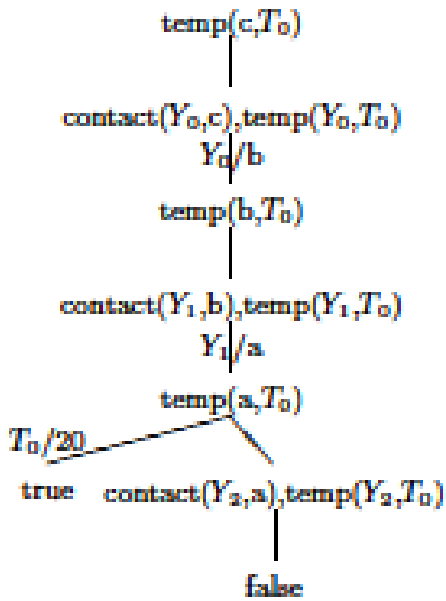 temp(c,T₀)
contact(Y₀,c),temp(Y₀,T₀)
Y₀/b
temp(b,T₀)
contact(Y₁,b),temp(Y₁,T₀)
Y₁/a
temp(a,T₀)
T₀/20
true contact(Y₂,a),temp(Y₂,T₀)
false